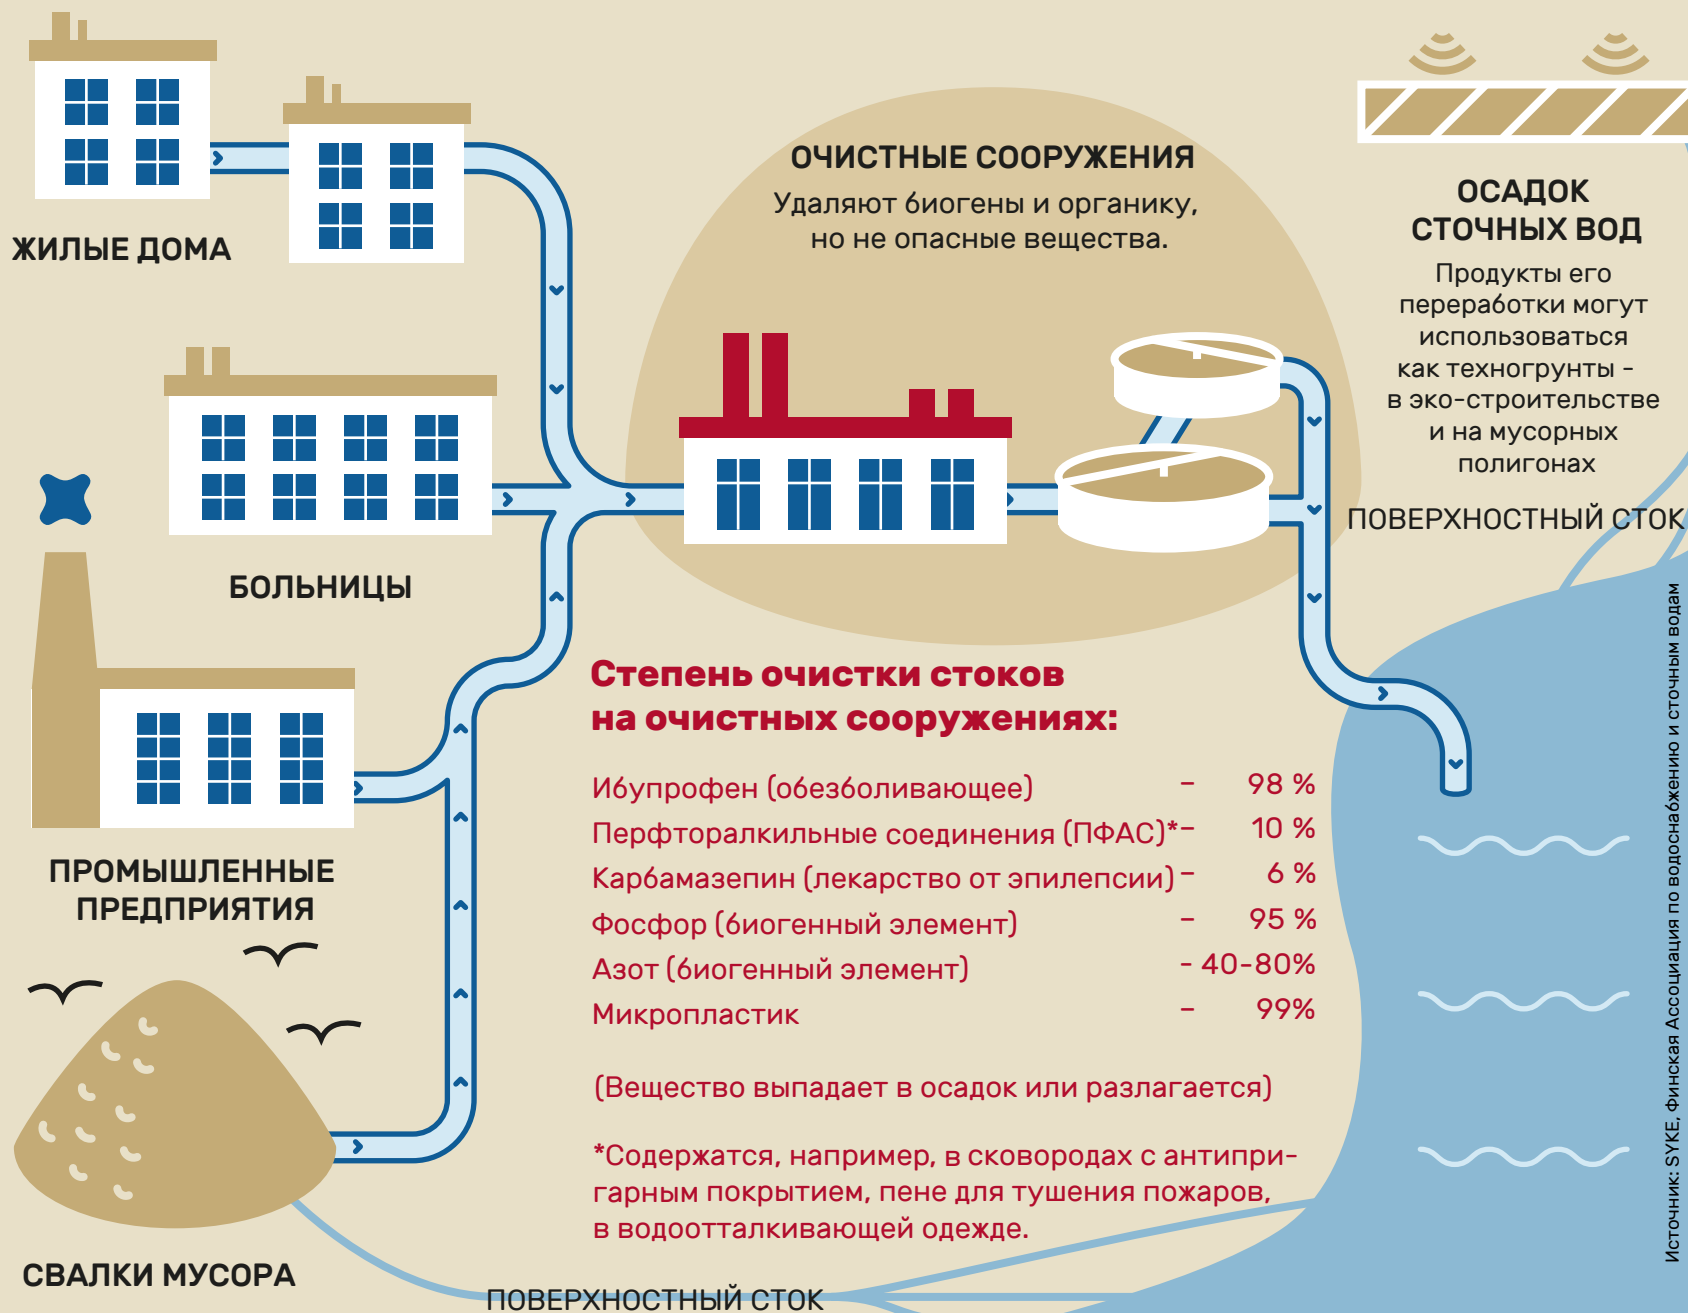 ЖИЛЫЕ ДОМА
ОЧИСТНЫЕ СООРУЖЕНИЯ
Удаляют биогены и органику,
но не опасные вещества.
ОСАДОК
СТОЧНЫХ ВОД
Продукты его
переработки могут
использоваться
как техногрунты -
в эко-строительстве
и на мусорных
полигонах
ПОВЕРХНОСТНЫЙ СТОК
БОЛЬНИЦЫ
ПРОМЫШЛЕННЫЕ
ПРЕДПРИЯТИЯ
Степень очистки стоков
на очистных сооружениях:
Ибупрофен (обезболивающее) – 98 %
Перфторалкильные соединения (ПФАС)*– 10 %
Карбамазепин (лекарство от эпилепсии) – 6 %
Фосфор (биогенный элемент) – 95 %
Азот (биогенный элемент) - 40-80%
Микропластик – 99%
(Вещество выпадает в осадок или разлагается)
*Содержатся, например, в сковородах с антипри-
гарным покрытием, пене для тушения пожаров,
в водоотталкивающей одежде.
СВАЛКИ МУСОРА
ПОВЕРХНОСТНЫЙ СТОК
Источник: SYKE, Финская Ассоциация по водоснабжению и сточным водам